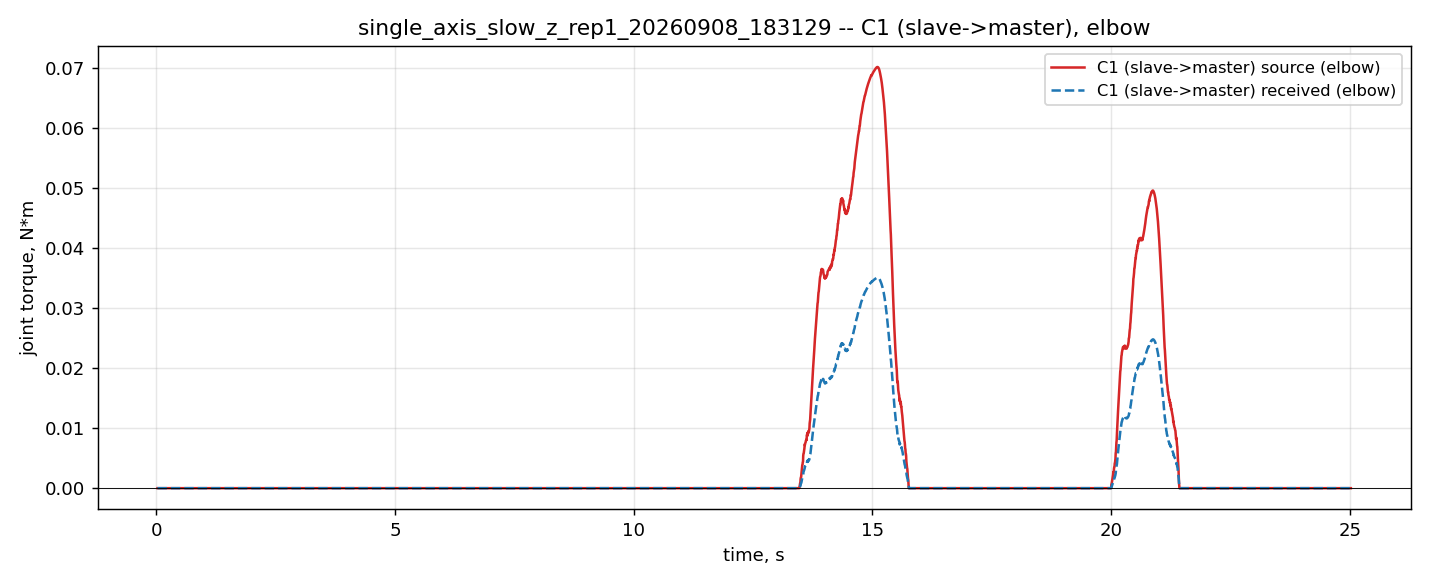 single_axis_slow_z_rep1_20260908_183129 -- C1 (slave->master), elbow
C1 (slave->master) source (elbow)
C1 (slave->master) received (elbow)
joint torque, N*m
0.07
0.06
0.05
0.04
0.03
0.02
0.01
0.00
0 5 10 15 20 25
time, s